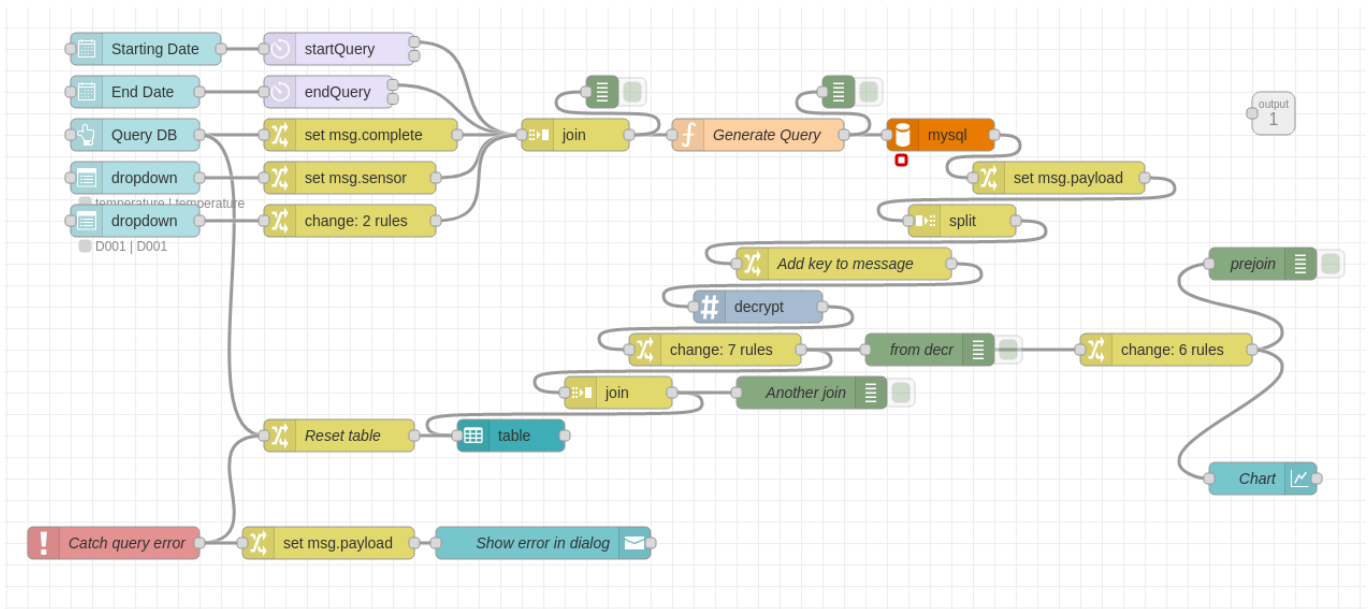 Starting Date
startQuery
End Date
endQuery
Query DB
set msg.complete
join
Generate Query
mysql
output
1
dropdown
set msg.sensor
set msg.payload
temperature | temperature
dropdown
change: 2 rules
split
D001 | D001
Add key to message
prejoin
decrypt
change: 7 rules
from decr
change: 6 rules
join
Another join
Reset table
table
Chart
Catch query error
set msg.payload
Show error in dialog